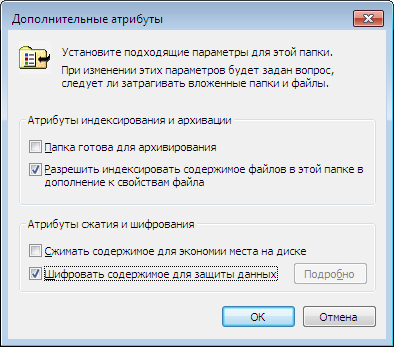 Дополнительные атрибуты
Установите подходящие параметры для этой папки.
При изменении этих параметров будет задан вопрос,
следует ли затрагивать вложенные папки и файлы.
Атрибуты индексирования и архивации
Папка готова для архивирования
Разрешить индексировать содержимое файлов в этой папке в
дополнение к свойствам файла
Атрибуты сжатия и шифрования
Сжимать содержимое для экономии места на диске
Шифровать содержимое для защиты данных
Подробно
ОК
Отмена